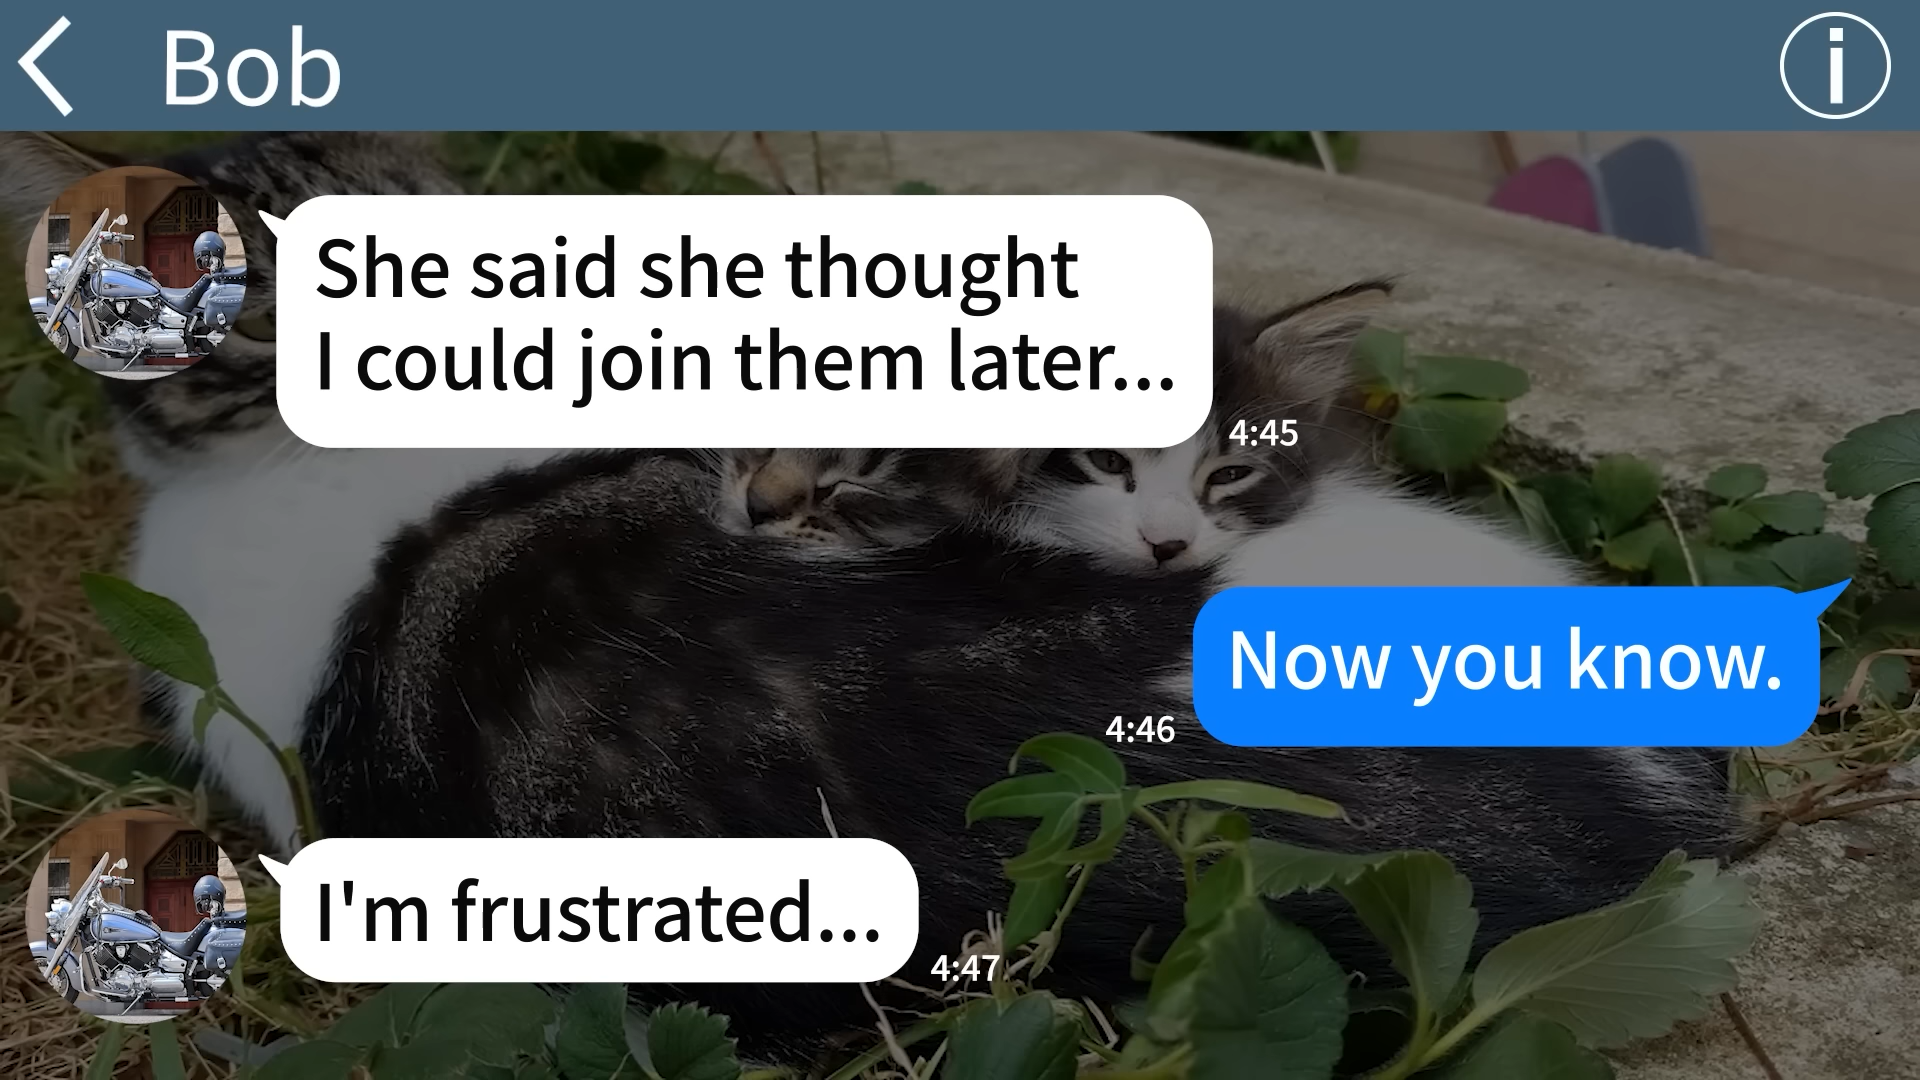 Bob
i
She said she thought
I could join them later...
4:45
Now you know.
4:46
I'm frustrated...
4:47